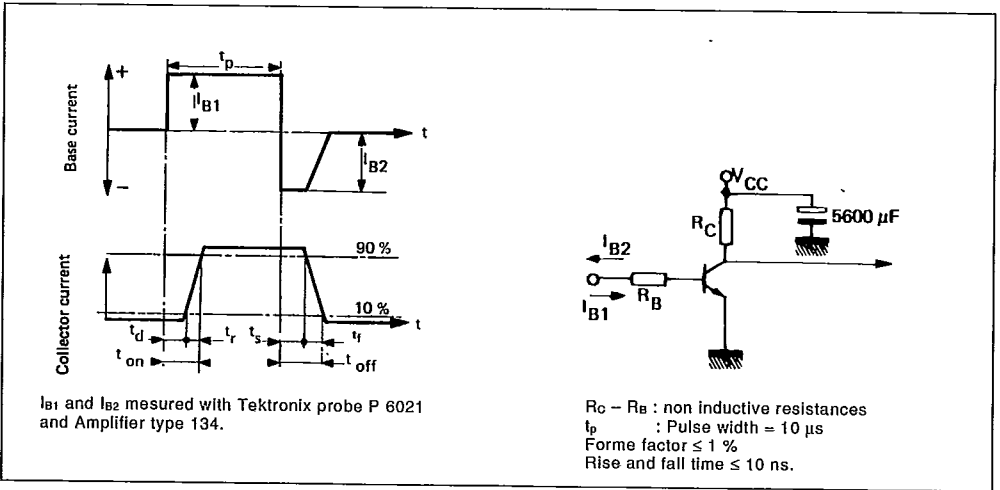 Base current
+
−
tp
IB1
t
IB2
Collector current
90 %
10 %
t
td
tr
ts
tf
t on
t off
IB1 and IB2 mesured with Tektronix probe P 6021
and Amplifier type 134.
VCC
RC
5600 µF
IB2
IB1
RB
RC – RB : non inductive resistances
tp : Pulse width = 10 µs
Forme factor ≤ 1 %
Rise and fall time ≤ 10 ns.